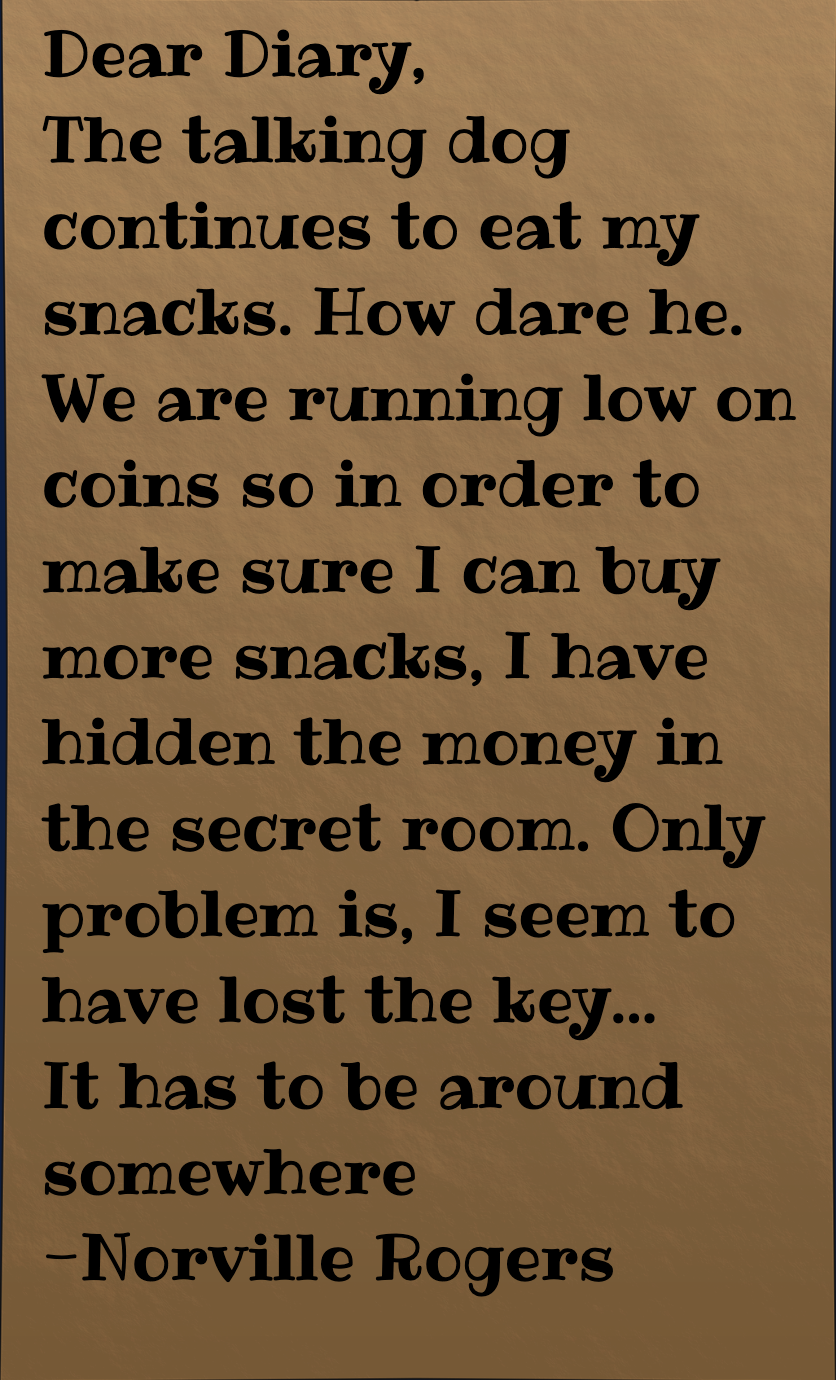 Dear Diary,
The talking dog
continues to eat my
snacks. How dare he.
We are running low on
coins so in order to
make sure I can buy
more snacks, I have
hidden the money in
the secret room. Only
problem is, I seem to
have lost the key...
It has to be around
somewhere
-Norville Rogers